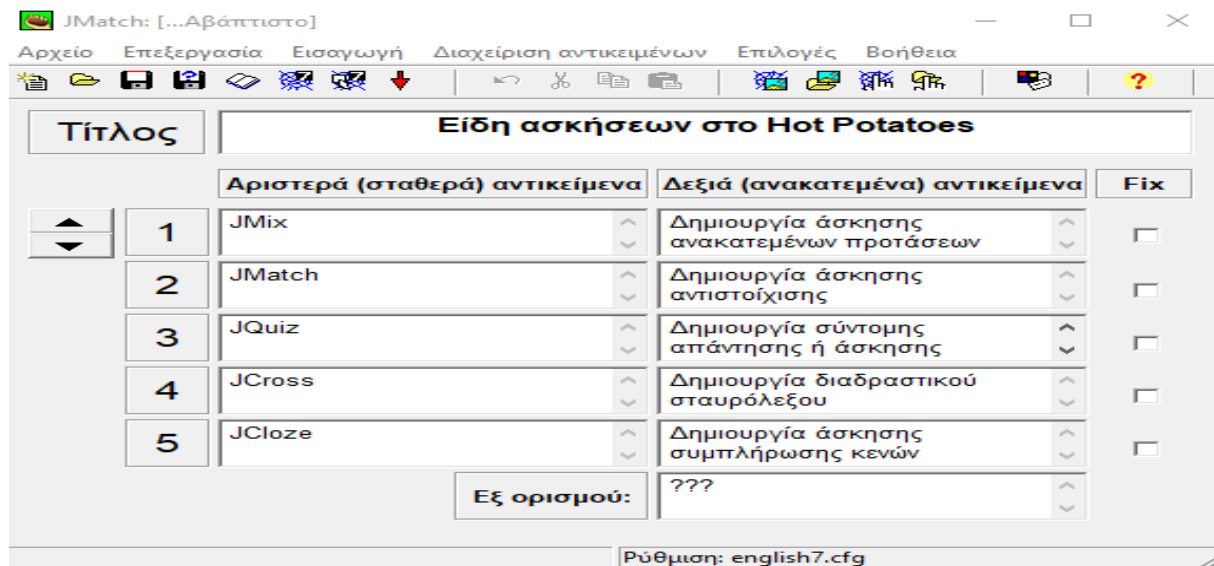 JMatch: [...Αβάπτιστο]
Αρχείο Επεξεργασία Εισαγωγή Διαχείριση αντικειμένων Επιλογές Βοήθεια
Τίτλος
Είδη ασκήσεων στο Hot Potatoes
Αριστερά (σταθερά) αντικείμενα Δεξιά (ανακατεμένα) αντικείμενα Fix
1 JMix Δημιουργία άσκησης
ανακατεμένων προτάσεων
2 JMatch Δημιουργία άσκησης
αντιστοίχισης
3 JQuiz Δημιουργία σύντομης
απάντησης ή άσκησης
4 JCross Δημιουργία διαδραστικού
σταυρόλεξου
5 JCloze Δημιουργία άσκησης
συμπλήρωσης κενών
Εξ ορισμού: ???
Ρύθμιση: english7.cfg